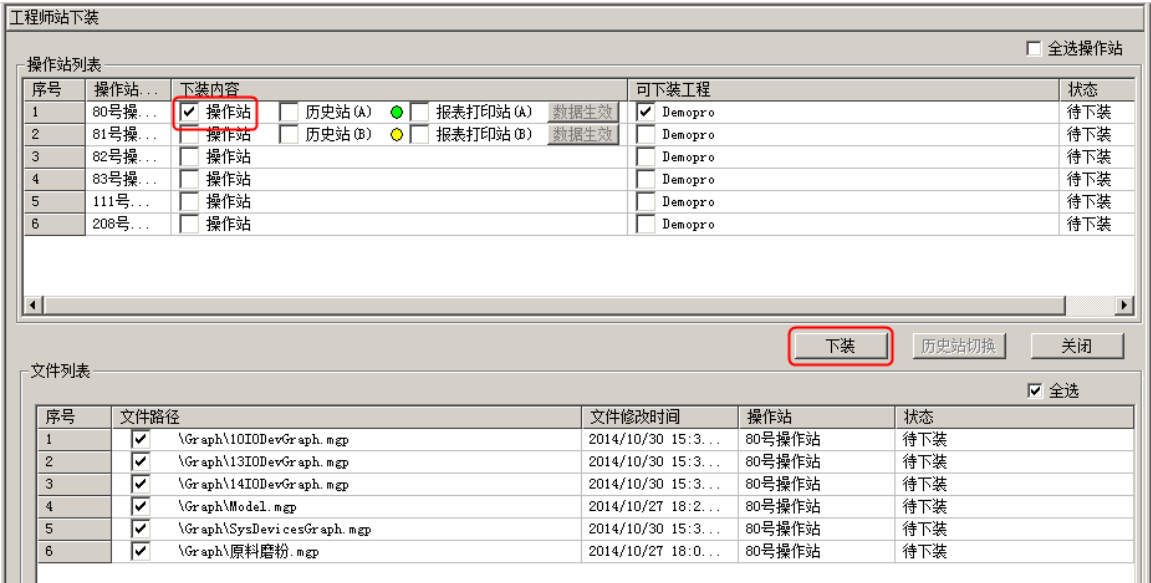 工程师站下装
全选操作站
操作站列表
序号 操作站... 下装内容 可下装工程 状态
1 80号操... 操作站 历史站(A) 报表打印站(A) 数据生效 Demopro 待下装
2 81号操... 操作站 历史站(B) 报表打印站(B) 数据生效 Demopro 待下装
3 82号操... 操作站 Demopro 待下装
4 83号操... 操作站 Demopro 待下装
5 111号... 操作站 Demopro 待下装
6 208号... 操作站 Demopro 待下装
下装 历史站切换 关闭
文件列表
全选
序号 文件路径 文件修改时间 操作站 状态
1 \Graph\10IODevGraph.mgp 2014/10/30 15:3... 80号操作站 待下装
2 \Graph\13IODevGraph.mgp 2014/10/30 15:3... 80号操作站 待下装
3 \Graph\14IODevGraph.mgp 2014/10/30 15:3... 80号操作站 待下装
4 \Graph\Model.mgp 2014/10/27 18:2... 80号操作站 待下装
5 \Graph\SysDevicesGraph.mgp 2014/10/30 15:3... 80号操作站 待下装
6 \Graph\原料磨粉.mgp 2014/10/27 18:0... 80号操作站 待下装